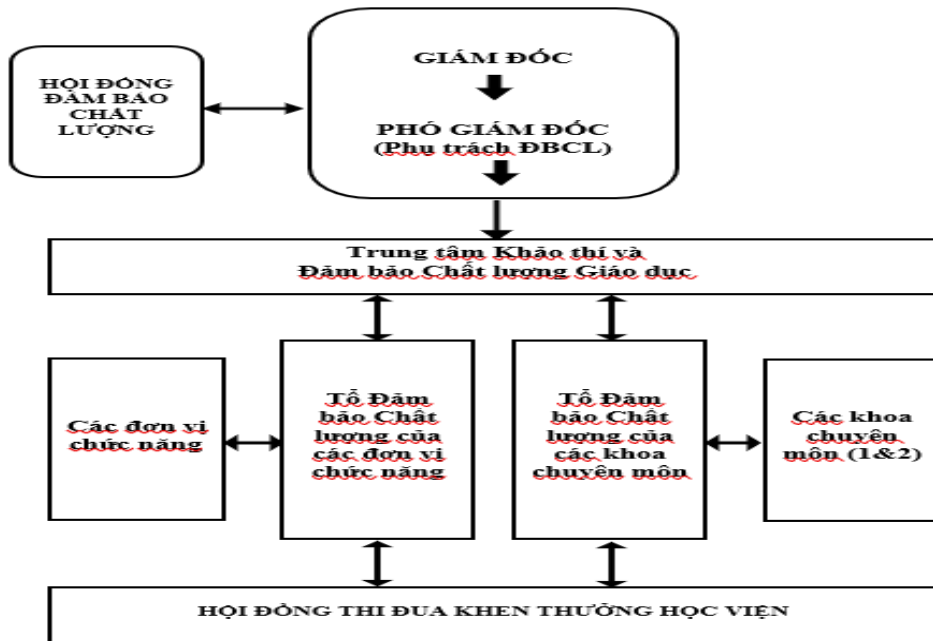 GIÁM ĐỐC
HỘI ĐỒNG
ĐẢM BẢO
CHẤT
LƯỢNG
PHÓ GIÁM ĐỐC
(Phụ trách ĐBCL)
Trung tâm Khảo thí và
Đảm bảo Chất lượng Giáo dục
Các đơn vị
chức năng
Tổ Đảm
bảo Chất
lượng của
các đơn vị
chức năng
Tổ Đảm
bảo Chất
lượng của
các khoa
chuyên môn
Các khoa
chuyên
môn (1&2)
HỘI ĐỒNG THI ĐUA KHEN THƯỞNG HỌC VIỆN